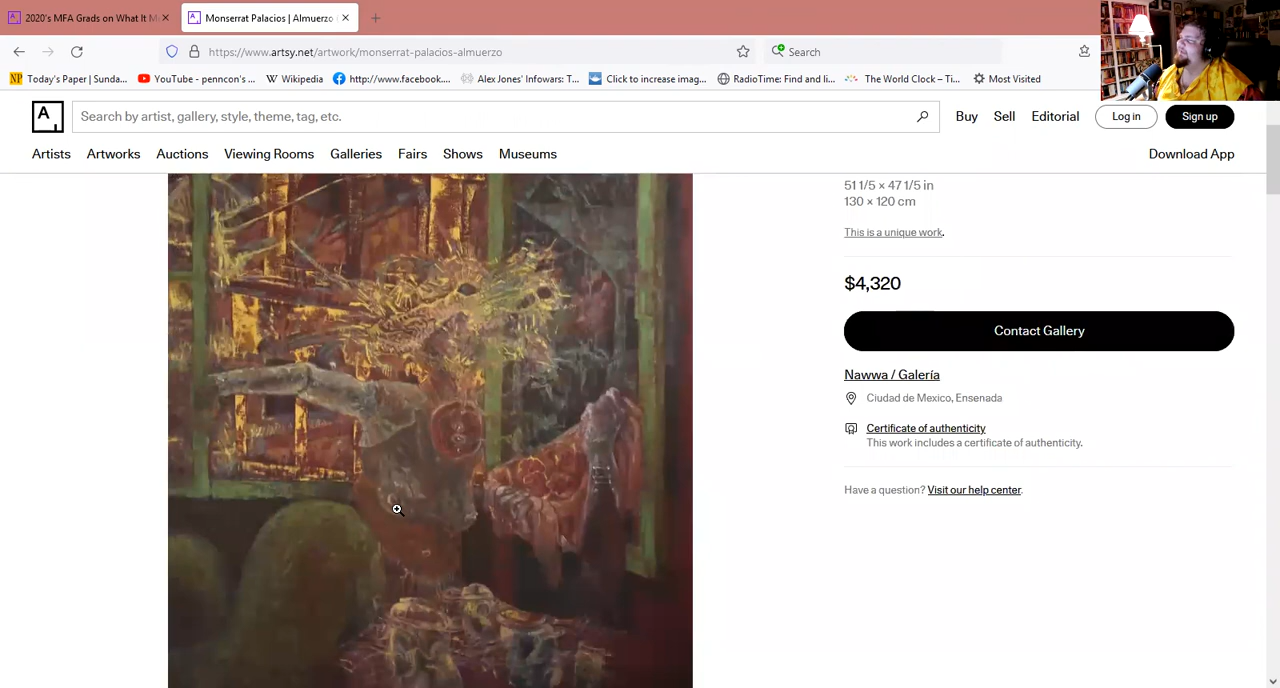 2020's MFA Grads on What It M
Monserrat Palacios | Almuerzo
https://www.artsy.net/artwork/monserrat-palacios-almuerzo
Search
Today's Paper | Sunda...
YouTube - penncon's ...
Wikipedia
http://www.facebook....
Alex Jones' Infowars: T...
Click to increase imag...
RadioTime: Find and li...
The World Clock – Ti...
Most Visited
A
Search by artist, gallery, style, theme, tag, etc.
Buy
Sell
Editorial
Log in
Sign up
Artists
Artworks
Auctions
Viewing Rooms
Galleries
Fairs
Shows
Museums
Download App
51 1/5 × 47 1/5 in
130 × 120 cm
This is a unique work.
$4,320
Contact Gallery
Nawwa / Galería
Ciudad de Mexico, Ensenada
Certificate of authenticity
This work includes a certificate of authenticity.
Have a question? Visit our help center.